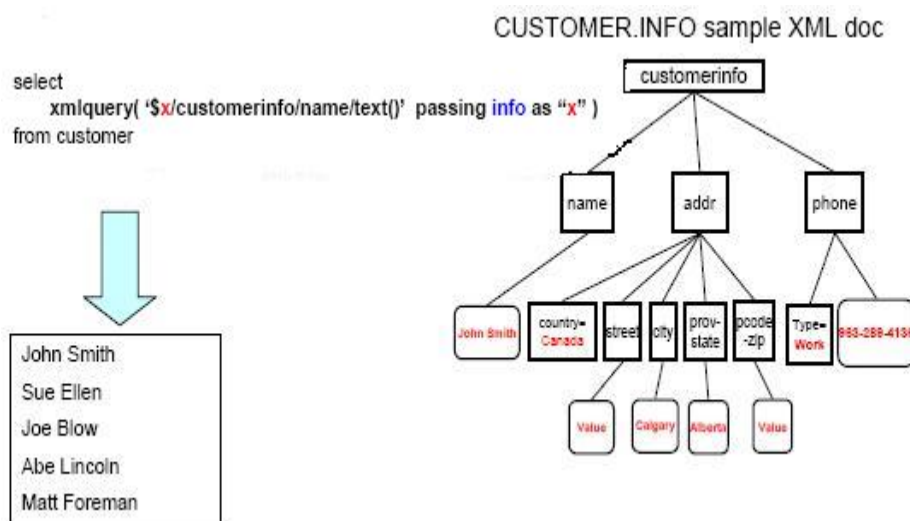 CUSTOMER.INFO sample XML doc
select
xmlquery( ‘$x/customerinfo/name/text()’ passing info as “x” )
from customer
John Smith
Sue Ellen
Joe Blow
Abe Lincoln
Matt Foreman
customerinfo
name
addr
phone
John Smith
country=
Canada
street
city
prov-
state
pcode
-zip
Type=
Work
Value
Calgary
Alberta
Value